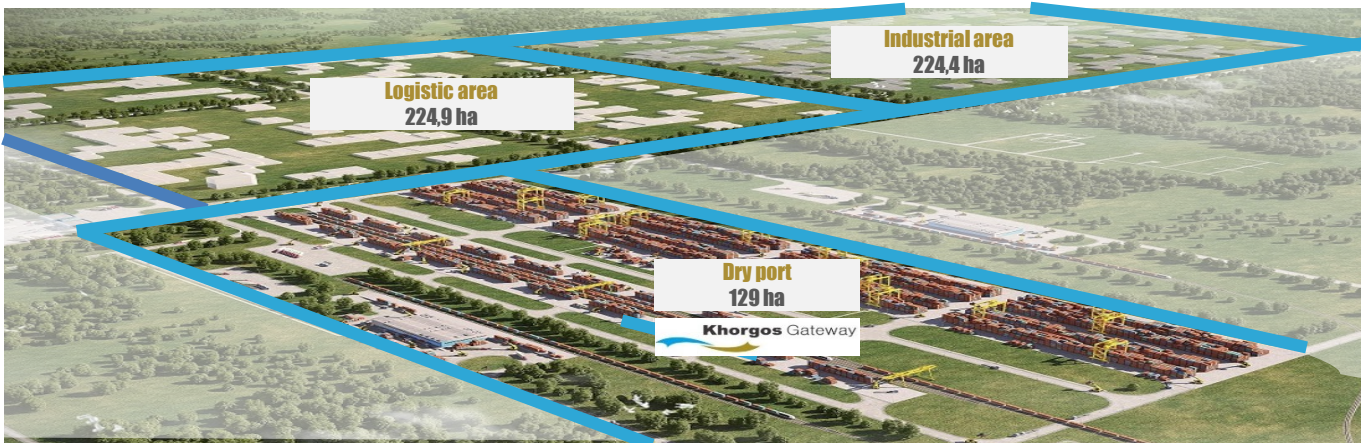 Industrial area
224,4 ha
Logistic area
224,9 ha
Dry port
129 ha
Khorgos Gateway